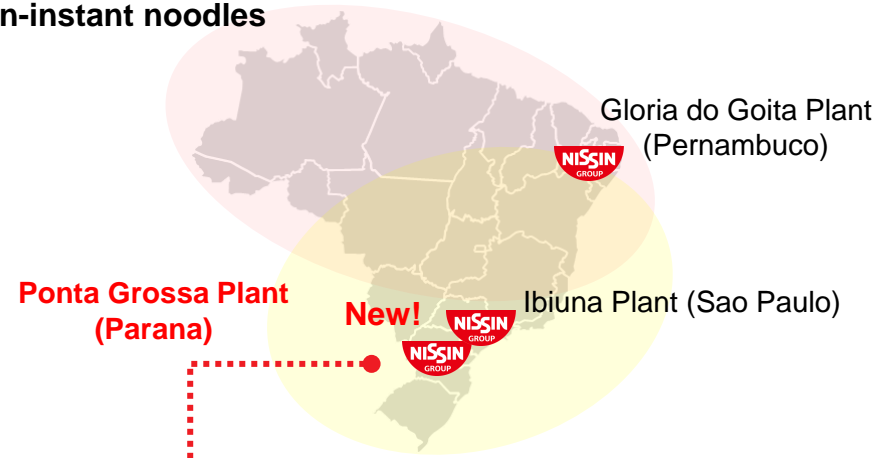 n-instant noodles
Gloria do Goita Plant
(Pernambuco)
NISSIN
GROUP
Ponta Grossa Plant
(Parana)
New!
Ibiuna Plant (Sao Paulo)
NISSIN
GROUP
NISSIN
GROUP